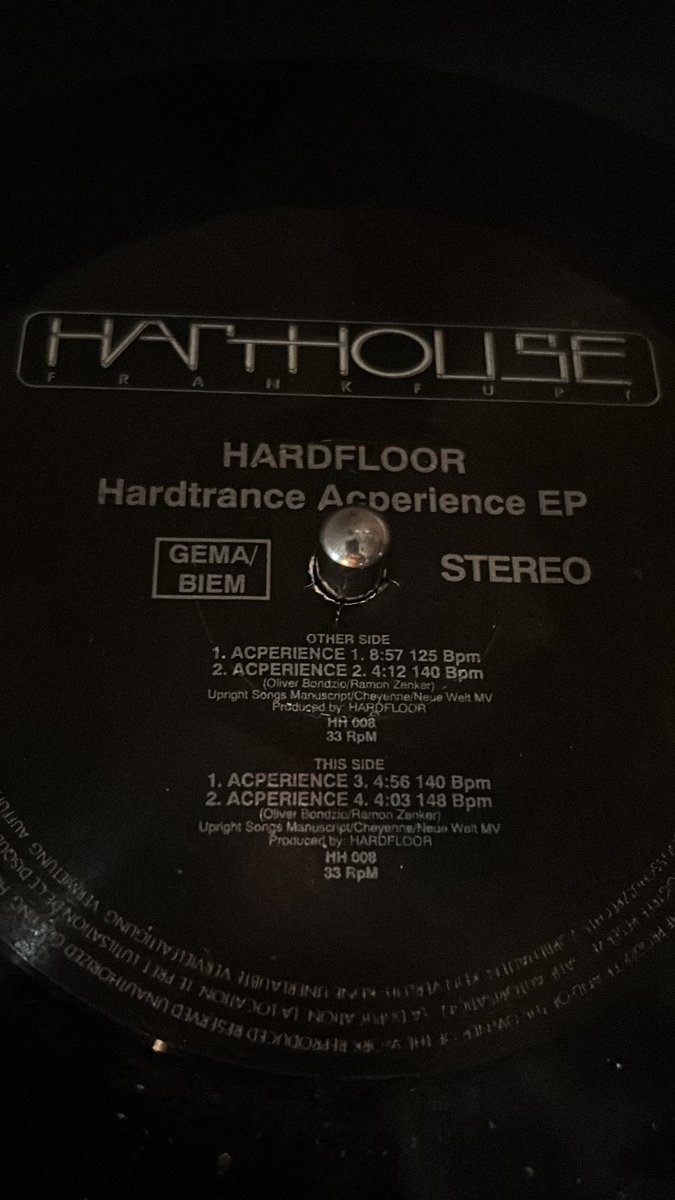 HARTHOUSE
FRANKFURT
HARDFLOOR
Hardtrance Acperience EP
GEMA/
BIEM
STEREO
OTHER SIDE
1. ACPERIENCE 1. 8:57 125 Bpm
2. ACPERIENCE 2. 4:12 140 Bpm
(Oliver Bondzio/Ramon Zenker)
Upright Songs Manuscript/Cheyenne/Neue Welt MV
Produced by: HARDFLOOR
HH 008
33 RpM
THIS SIDE
1. ACPERIENCE 3. 4:56 140 Bpm
2. ACPERIENCE 4. 4:03 148 Bpm
(Oliver Bondzio/Ramon Zenker)
Upright Songs Manuscript/Cheyenne/Neue Welt MV
Produced by: HARDFLOOR
HH 008
33 RpM